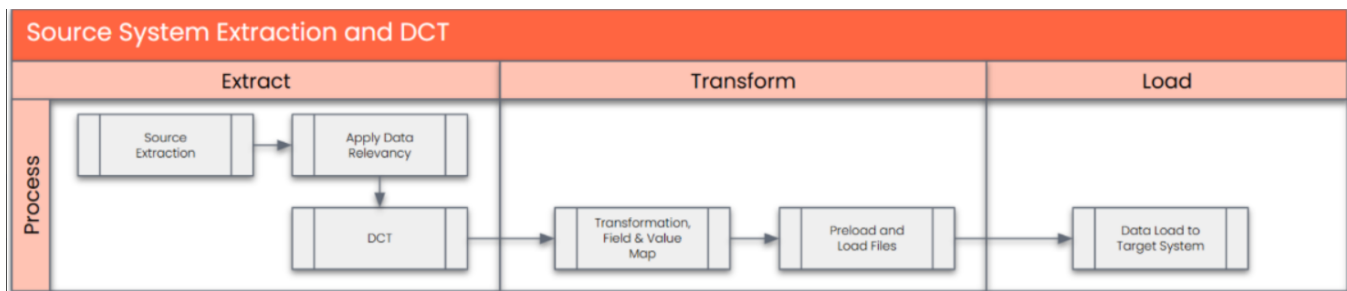 Source System Extraction and DCT
Extract
Transform
Load
Process
Source
Extraction
Apply Data
Relevancy
DCT
Transformation,
Field & Value
Map
Preload and
Load Files
Data Load to
Target System